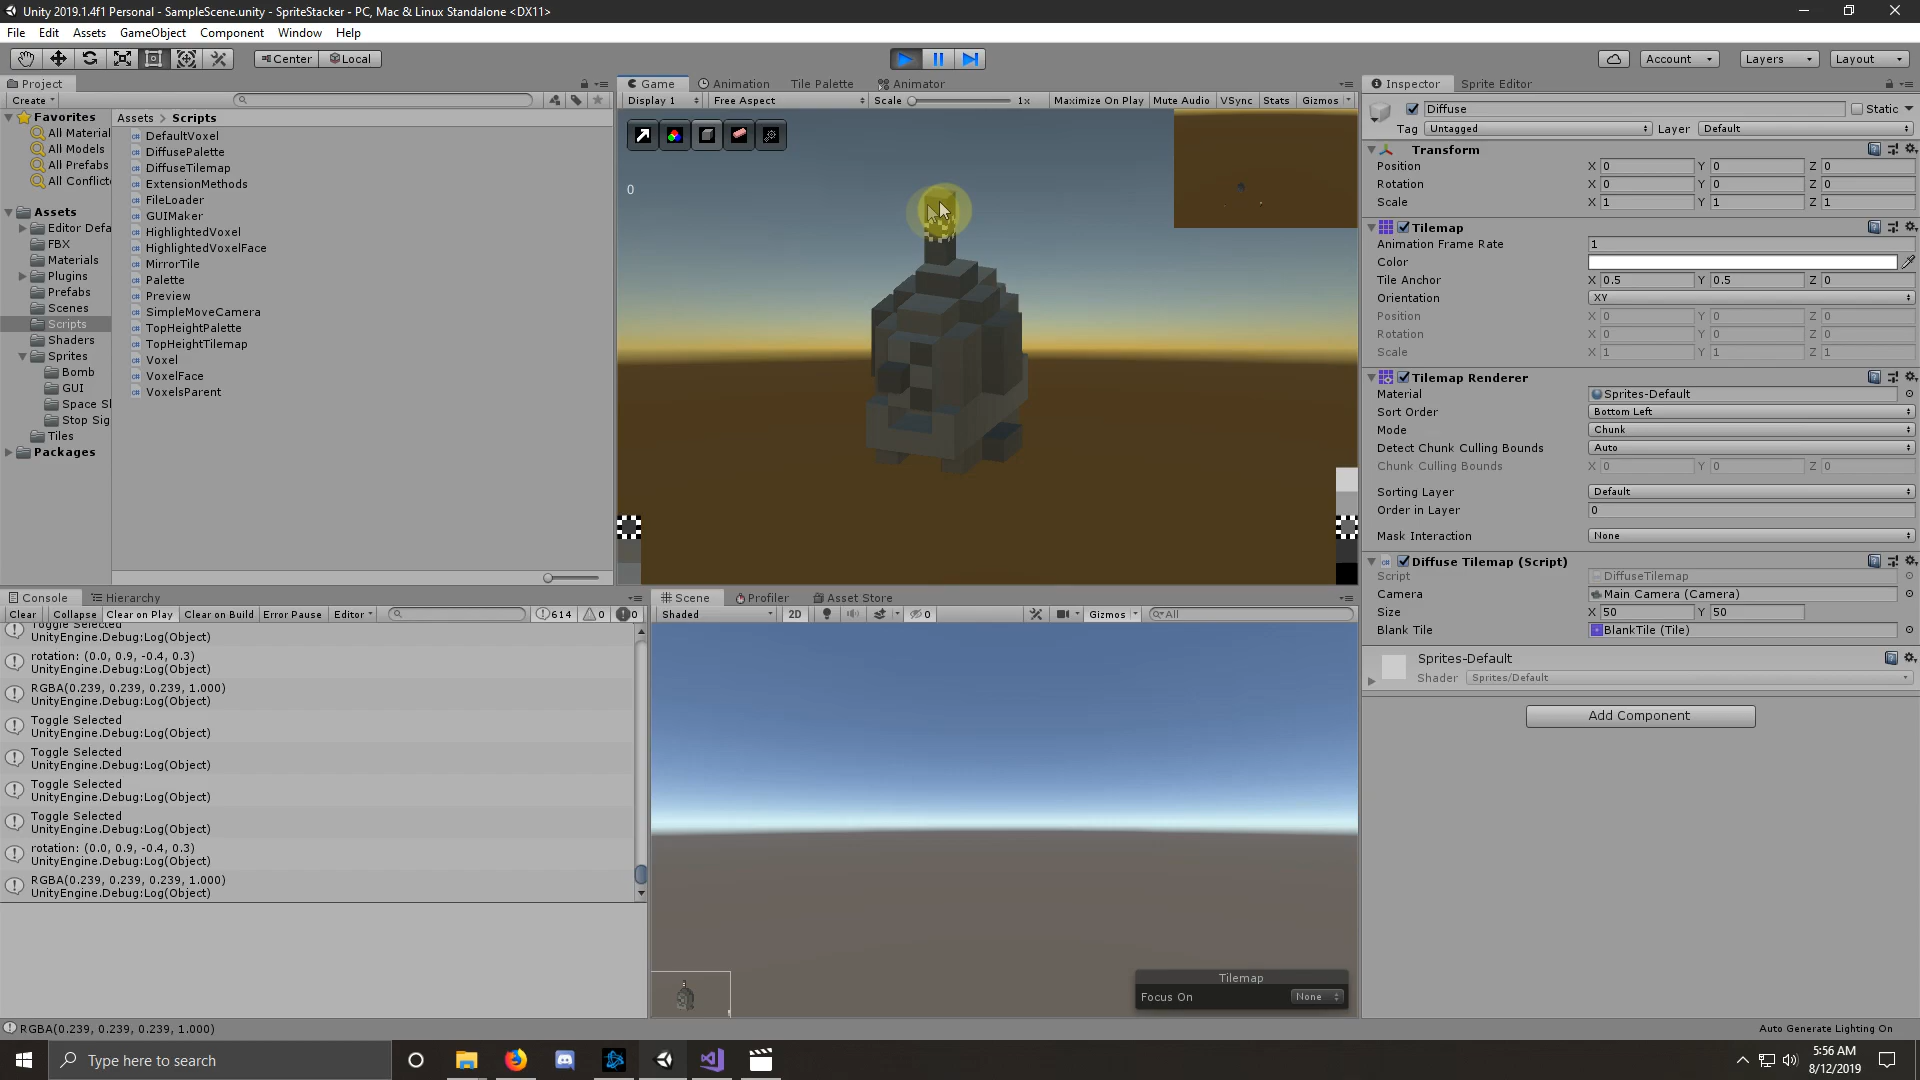 Unity 2019.1.4f1 Personal - SampleScene.unity - SpriteStacker - PC, Mac & Linux Standalone <DX11>
File Edit Assets GameObject Component Window Help
Center Local Account Layers Layout
Project
Create
Favorites
All Material
All Models
All Prefabs
All Conflict
Assets
Editor Defa
FBX
Materials
Plugins
Prefabs
Scenes
Scripts
Shaders
Sprites
Bomb
GUI
Space Sl
Stop Sig
Tiles
Packages
Assets > Scripts
DefaultVoxel
DiffusePalette
DiffuseTilemap
ExtensionMethods
FileLoader
GUIMaker
HighlightedVoxel
HighlightedVoxelFace
MirrorTile
Palette
Preview
SimpleMoveCamera
TopHeightPalette
TopHeightTilemap
Voxel
VoxelFace
VoxelsParent
Game Animation Tile Palette Animator
Display 1 Free Aspect Scale 1x Maximize On Play Mute Audio VSync Stats Gizmos
0
Console Hierarchy
Clear Collapse Clear on Play Clear on Build Error Pause Editor 614 0 0
Toggle Selected
UnityEngine.Debug:Log(Object)
rotation: (0.0, 0.9, -0.4, 0.3)
UnityEngine.Debug:Log(Object)
RGBA(0.239, 0.239, 0.239, 1.000)
UnityEngine.Debug:Log(Object)
Toggle Selected
UnityEngine.Debug:Log(Object)
Toggle Selected
UnityEngine.Debug:Log(Object)
Toggle Selected
UnityEngine.Debug:Log(Object)
Toggle Selected
UnityEngine.Debug:Log(Object)
rotation: (0.0, 0.9, -0.4, 0.3)
UnityEngine.Debug:Log(Object)
RGBA(0.239, 0.239, 0.239, 1.000)
UnityEngine.Debug:Log(Object)
Scene Profiler Asset Store
Shaded 2D 0 Gizmos All
Tilemap
Focus On None
Inspector Sprite Editor
Diffuse Static
Tag Untagged Layer Default
Transform
Position X 0 Y 0 Z 0
Rotation X 0 Y 0 Z 0
Scale X 1 Y 1 Z 1
Tilemap
Animation Frame Rate 1
Color
Tile Anchor X 0.5 Y 0.5 Z 0
Orientation XY
Position X 0 Y 0 Z 0
Rotation X 0 Y 0 Z 0
Scale X 1 Y 1 Z 1
Tilemap Renderer
Material Sprites-Default
Sort Order Bottom Left
Mode Chunk
Detect Chunk Culling Bounds Auto
Chunk Culling Bounds X 0 Y 0 Z 0
Sorting Layer Default
Order in Layer 0
Mask Interaction None
Diffuse Tilemap (Script)
Script DiffuseTilemap
Camera Main Camera (Camera)
Size X 50 Y 50
Blank Tile BlankTile (Tile)
Sprites-Default
Shader Sprites/Default
Add Component
RGBA(0.239, 0.239, 0.239, 1.000)
Auto Generate Lighting On
Type here to search
5:56 AM
8/12/2019